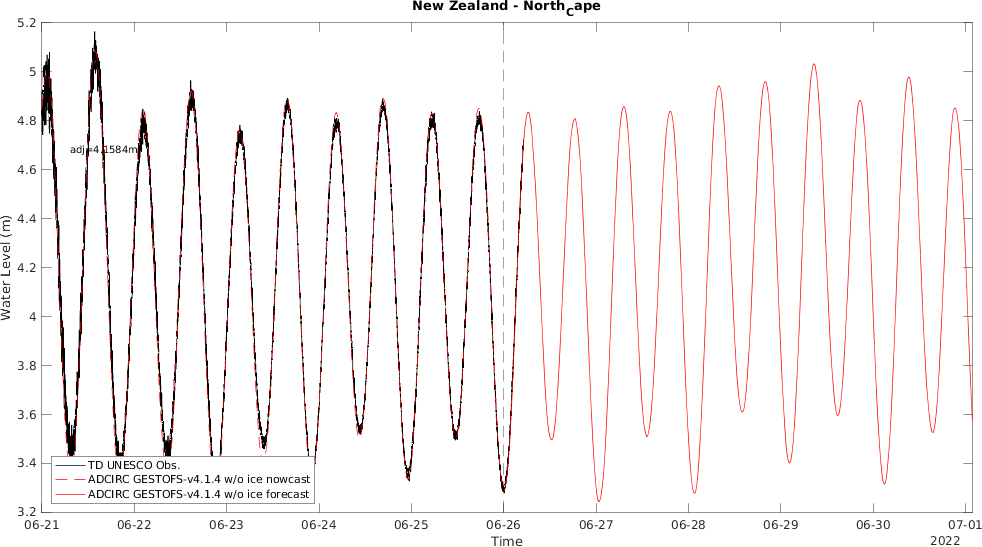 New Zealand - North_Cape
5.2
5
4.8
4.6
4.4
4.2
4
3.8
3.6
3.4
3.2
Water Level (m)
adj=4.1584m
TD UNESCO Obs.
ADCIRC GESTOFS-v4.1.4 w/o ice nowcast
ADCIRC GESTOFS-v4.1.4 w/o ice forecast
06-21 06-22 06-23 06-24 06-25 06-26 06-27 06-28 06-29 06-30 07-01
Time
2022